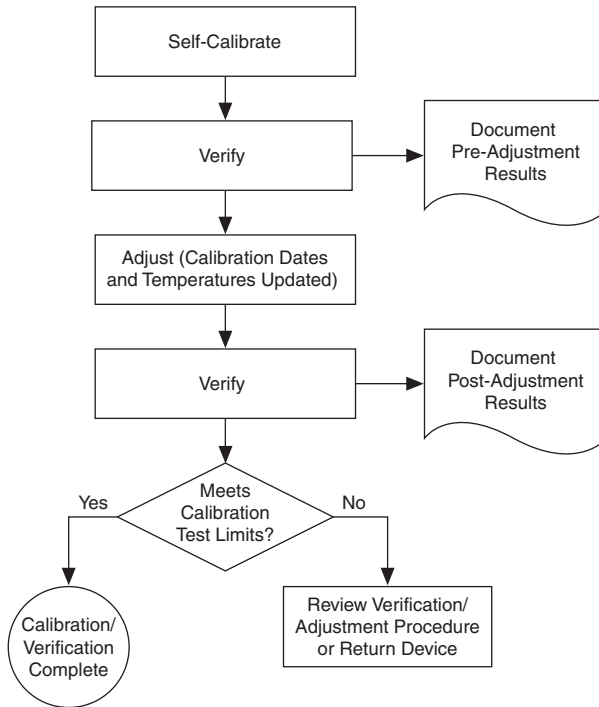 Self-Calibrate
Verify
Document
Pre-Adjustment
Results
Adjust (Calibration Dates
and Temperatures Updated)
Verify
Document
Post-Adjustment
Results
Meets
Calibration
Test Limits?
Yes
No
Calibration/
Verification
Complete
Review Verification/
Adjustment Procedure
or Return Device